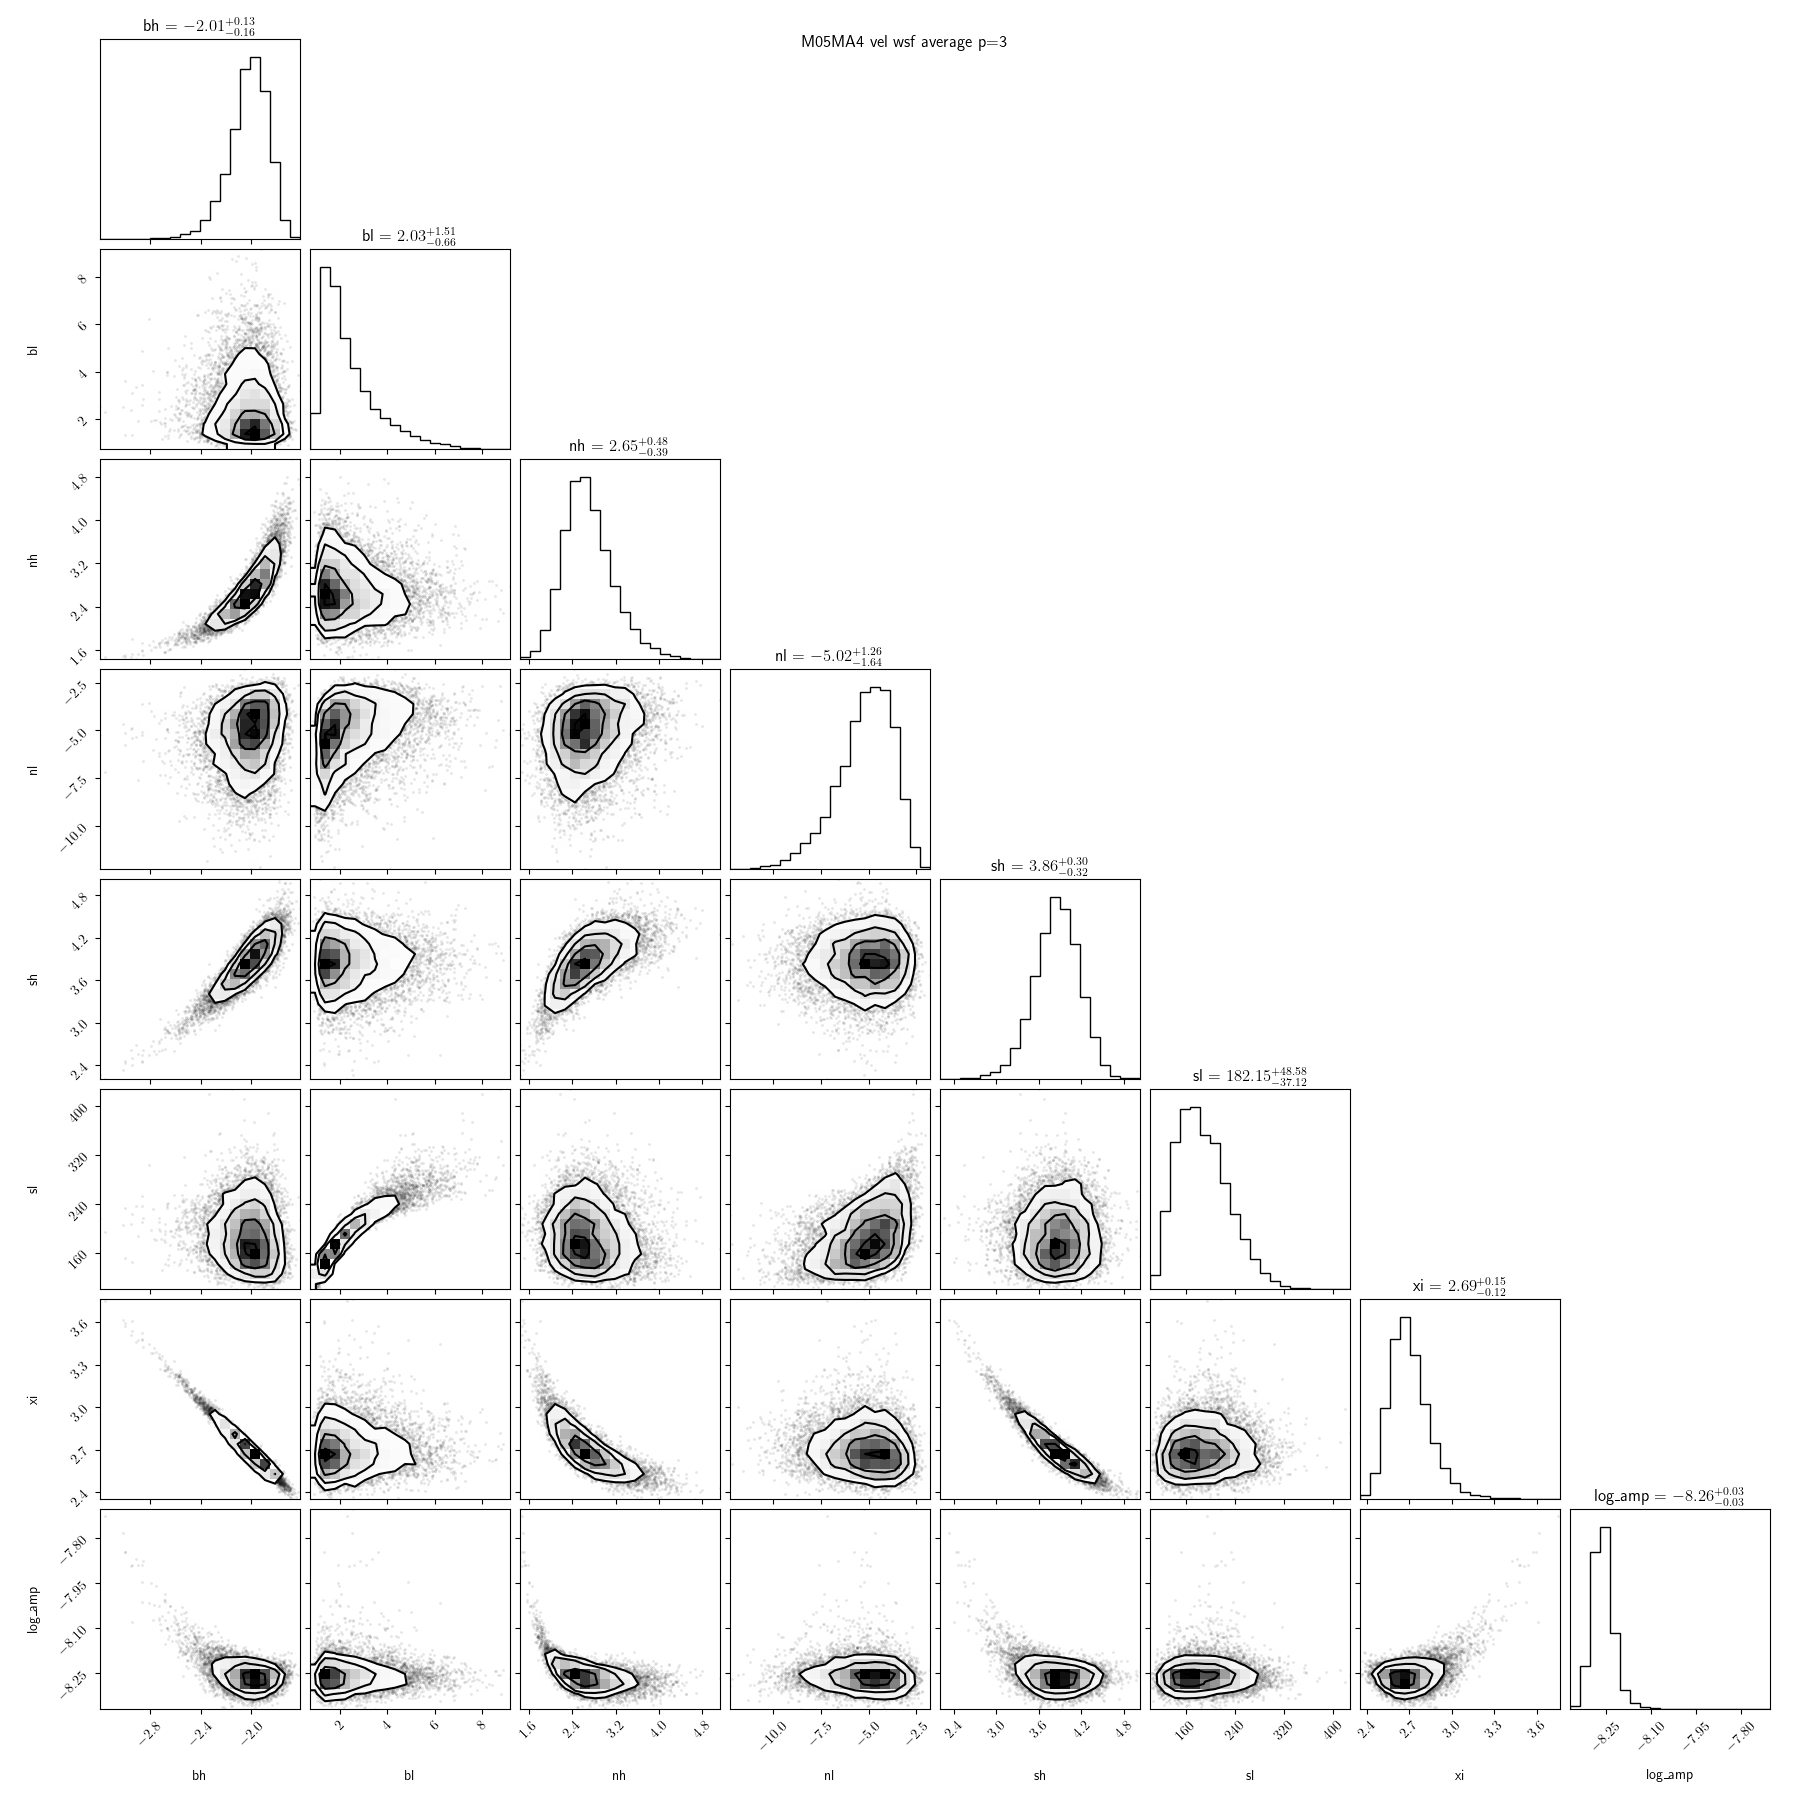 M05MA4 vel wsf average p=3
bh = −2.01+0.13−0.16
bl = 2.03+1.51−0.66
bl
8
6
4
2
nh = 2.65+0.48−0.39
nh
4.8
4.0
3.2
2.4
1.6
nl = −5.02+1.26−1.64
nl
−2.5
−5.0
−7.5
−10.0
sh = 3.86+0.30−0.32
sh
4.8
4.2
3.6
3.0
2.4
sl = 182.15+48.58−37.12
sl
400
320
240
160
xi = 2.69+0.15−0.12
xi
3.6
3.3
3.0
2.7
2.4
log_amp = −8.26+0.03−0.03
log_amp
−7.80
−7.95
−8.10
−8.25
−2.8 −2.4 −2.0 2 4 6 8 1.6 2.4 3.2 4.0 4.8 −10.0 −7.5 −5.0 −2.5 2.4 3.0 3.6 4.2 4.8 160 240 320 400 2.4 2.7 3.0 3.3 3.6 −8.25 −8.10 −7.95 −7.80
bh bl nh nl sh sl xi log_amp